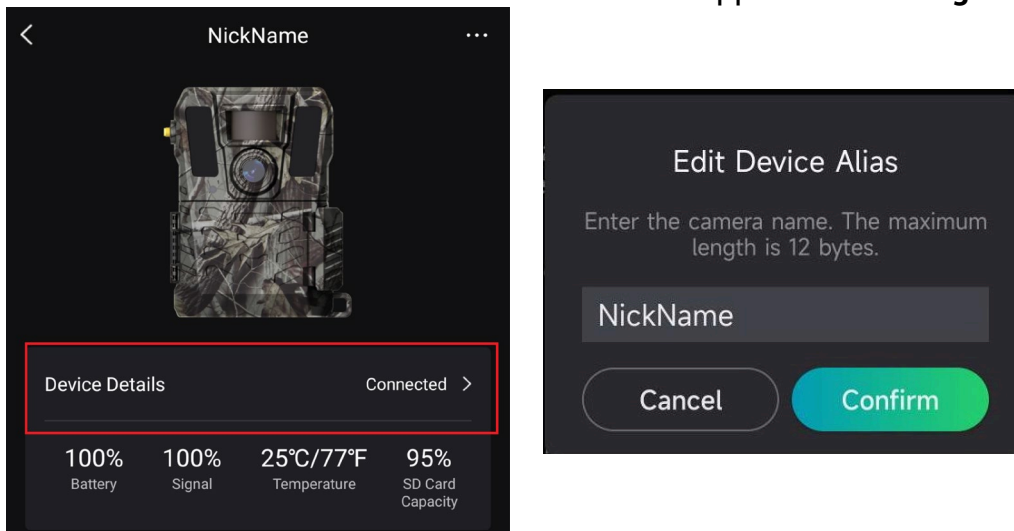 NickName
...
Device Details Connected >
100% 100% 25℃/77℉ 95%
Battery Signal Temperature SD Card
Capacity
Edit Device Alias
Enter the camera name. The maximum
length is 12 bytes.
NickName
Cancel Confirm